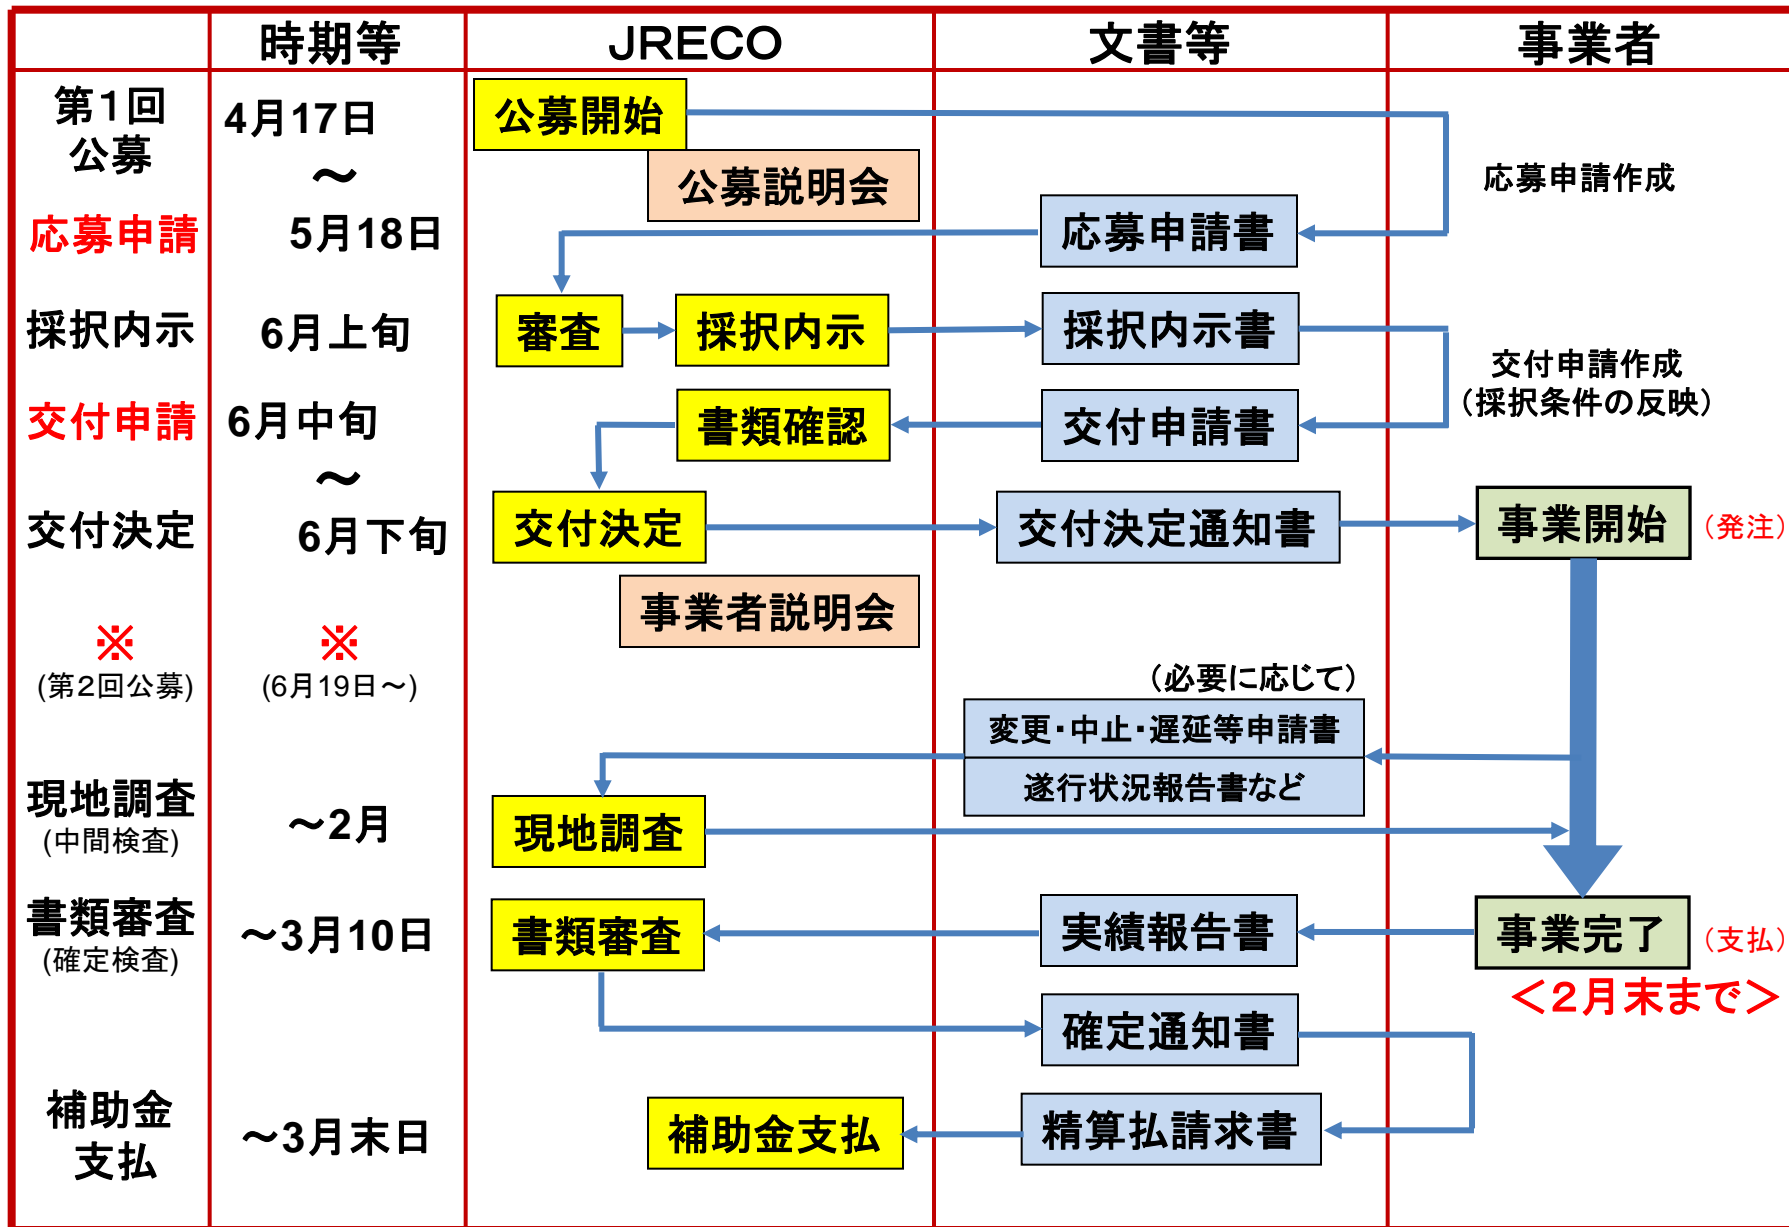 時期等
JRECO
文書等
事業者
第1回
公募
4月17日
～
公募開始
公募説明会
応募申請作成
応募申請
5月18日
応募申請書
採択内示
6月上旬
審査
採択内示
採択内示書
交付申請作成
(採択条件の反映)
交付申請
6月中旬
～
書類確認
交付申請書
交付決定
6月下旬
交付決定
交付決定通知書
事業開始
（発注）
事業者説明会
※
(第2回公募)
※
(6月19日～)
(必要に応じて)
変更・中止・遅延等申請書
遂行状況報告書など
現地調査
(中間検査)
～2月
現地調査
書類審査
(確定検査)
～3月10日
書類審査
実績報告書
事業完了
（支払）
＜2月末まで＞
確定通知書
補助金
支払
～3月末日
補助金支払
精算払請求書